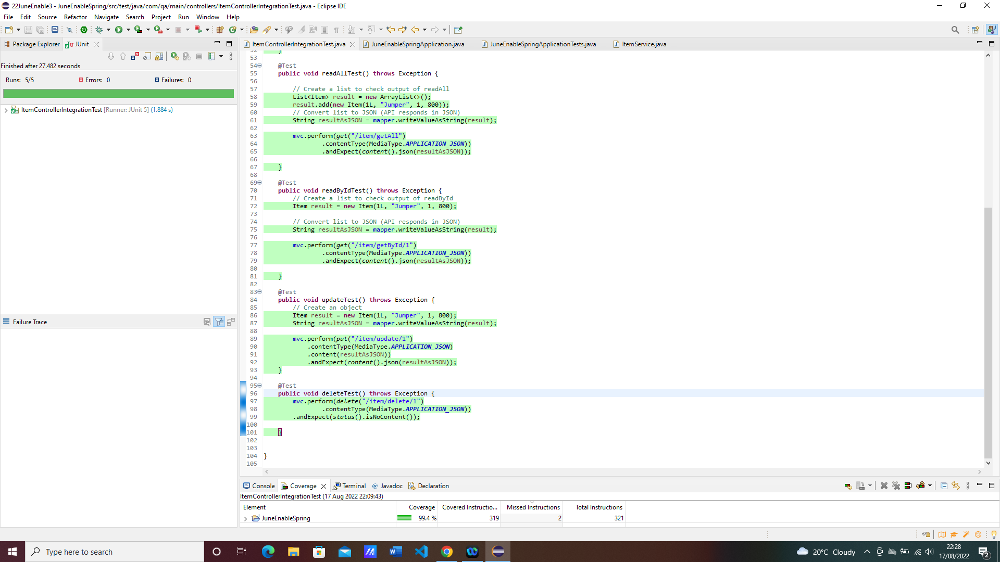 22JuneEnable3 - JuneEnableSpring/src/test/java/com/qa/main/controllers/ItemControllerIntegrationTest.java - Eclipse IDE
File Edit Source Refactor Navigate Search Project Run Window Help
Package Explorer JUnit
Finished after 27.482 seconds
Runs: 5/5 Errors: 0 Failures: 0
ItemControllerIntegrationTest [Runner: JUnit 5] (1.884 s)
Failure Trace
ItemControllerIntegrationTest.java JuneEnableSpringApplication.java JuneEnableSpringApplicationTests.java ItemService.java
52 }
53
54 @Test
55 public void readAllTest() throws Exception {
56
57 // Create a list to check output of readAll
58 List<Item> result = new ArrayList<>();
59 result.add(new Item(1L, "Jumper", 1, 800));
60 // Convert list to JSON (API responds in JSON)
61 String resultAsJSON = mapper.writeValueAsString(result);
62
63 mvc.perform(get("/item/getAll")
64 .contentType(MediaType.APPLICATION_JSON))
65 .andExpect(content().json(resultAsJSON));
66
67 }
68
69 @Test
70 public void readByIdTest() throws Exception {
71 // Create a list to check output of readById
72 Item result = new Item(1L, "Jumper", 1, 800);
73
74 // Convert list to JSON (API responds in JSON)
75 String resultAsJSON = mapper.writeValueAsString(result);
76
77 mvc.perform(get("/item/getById/1")
78 .contentType(MediaType.APPLICATION_JSON))
79 .andExpect(content().json(resultAsJSON));
80
81 }
82
83 @Test
84 public void updateTest() throws Exception {
85 // Create an object
86 Item result = new Item(1L, "Jumper", 1, 800);
87 String resultAsJSON = mapper.writeValueAsString(result);
88
89 mvc.perform(put("/item/update/1")
90 .contentType(MediaType.APPLICATION_JSON)
91 .content(resultAsJSON))
92 .andExpect(content().json(resultAsJSON));
93 }
94
95 @Test
96 public void deleteTest() throws Exception {
97 mvc.perform(delete("/item/delete/1")
98 .contentType(MediaType.APPLICATION_JSON))
99 .andExpect(status().isNoContent());
100
101 }
102
103
104 }
105
Console Coverage Terminal Javadoc Declaration
ItemControllerIntegrationTest (17 Aug 2022 22:09:43)
Element Coverage Covered Instructio... Missed Instructions Total Instructions
JuneEnableSpring 99.4 % 319 2 321
Type here to search
20°C Cloudy
22:28
17/08/2022
2